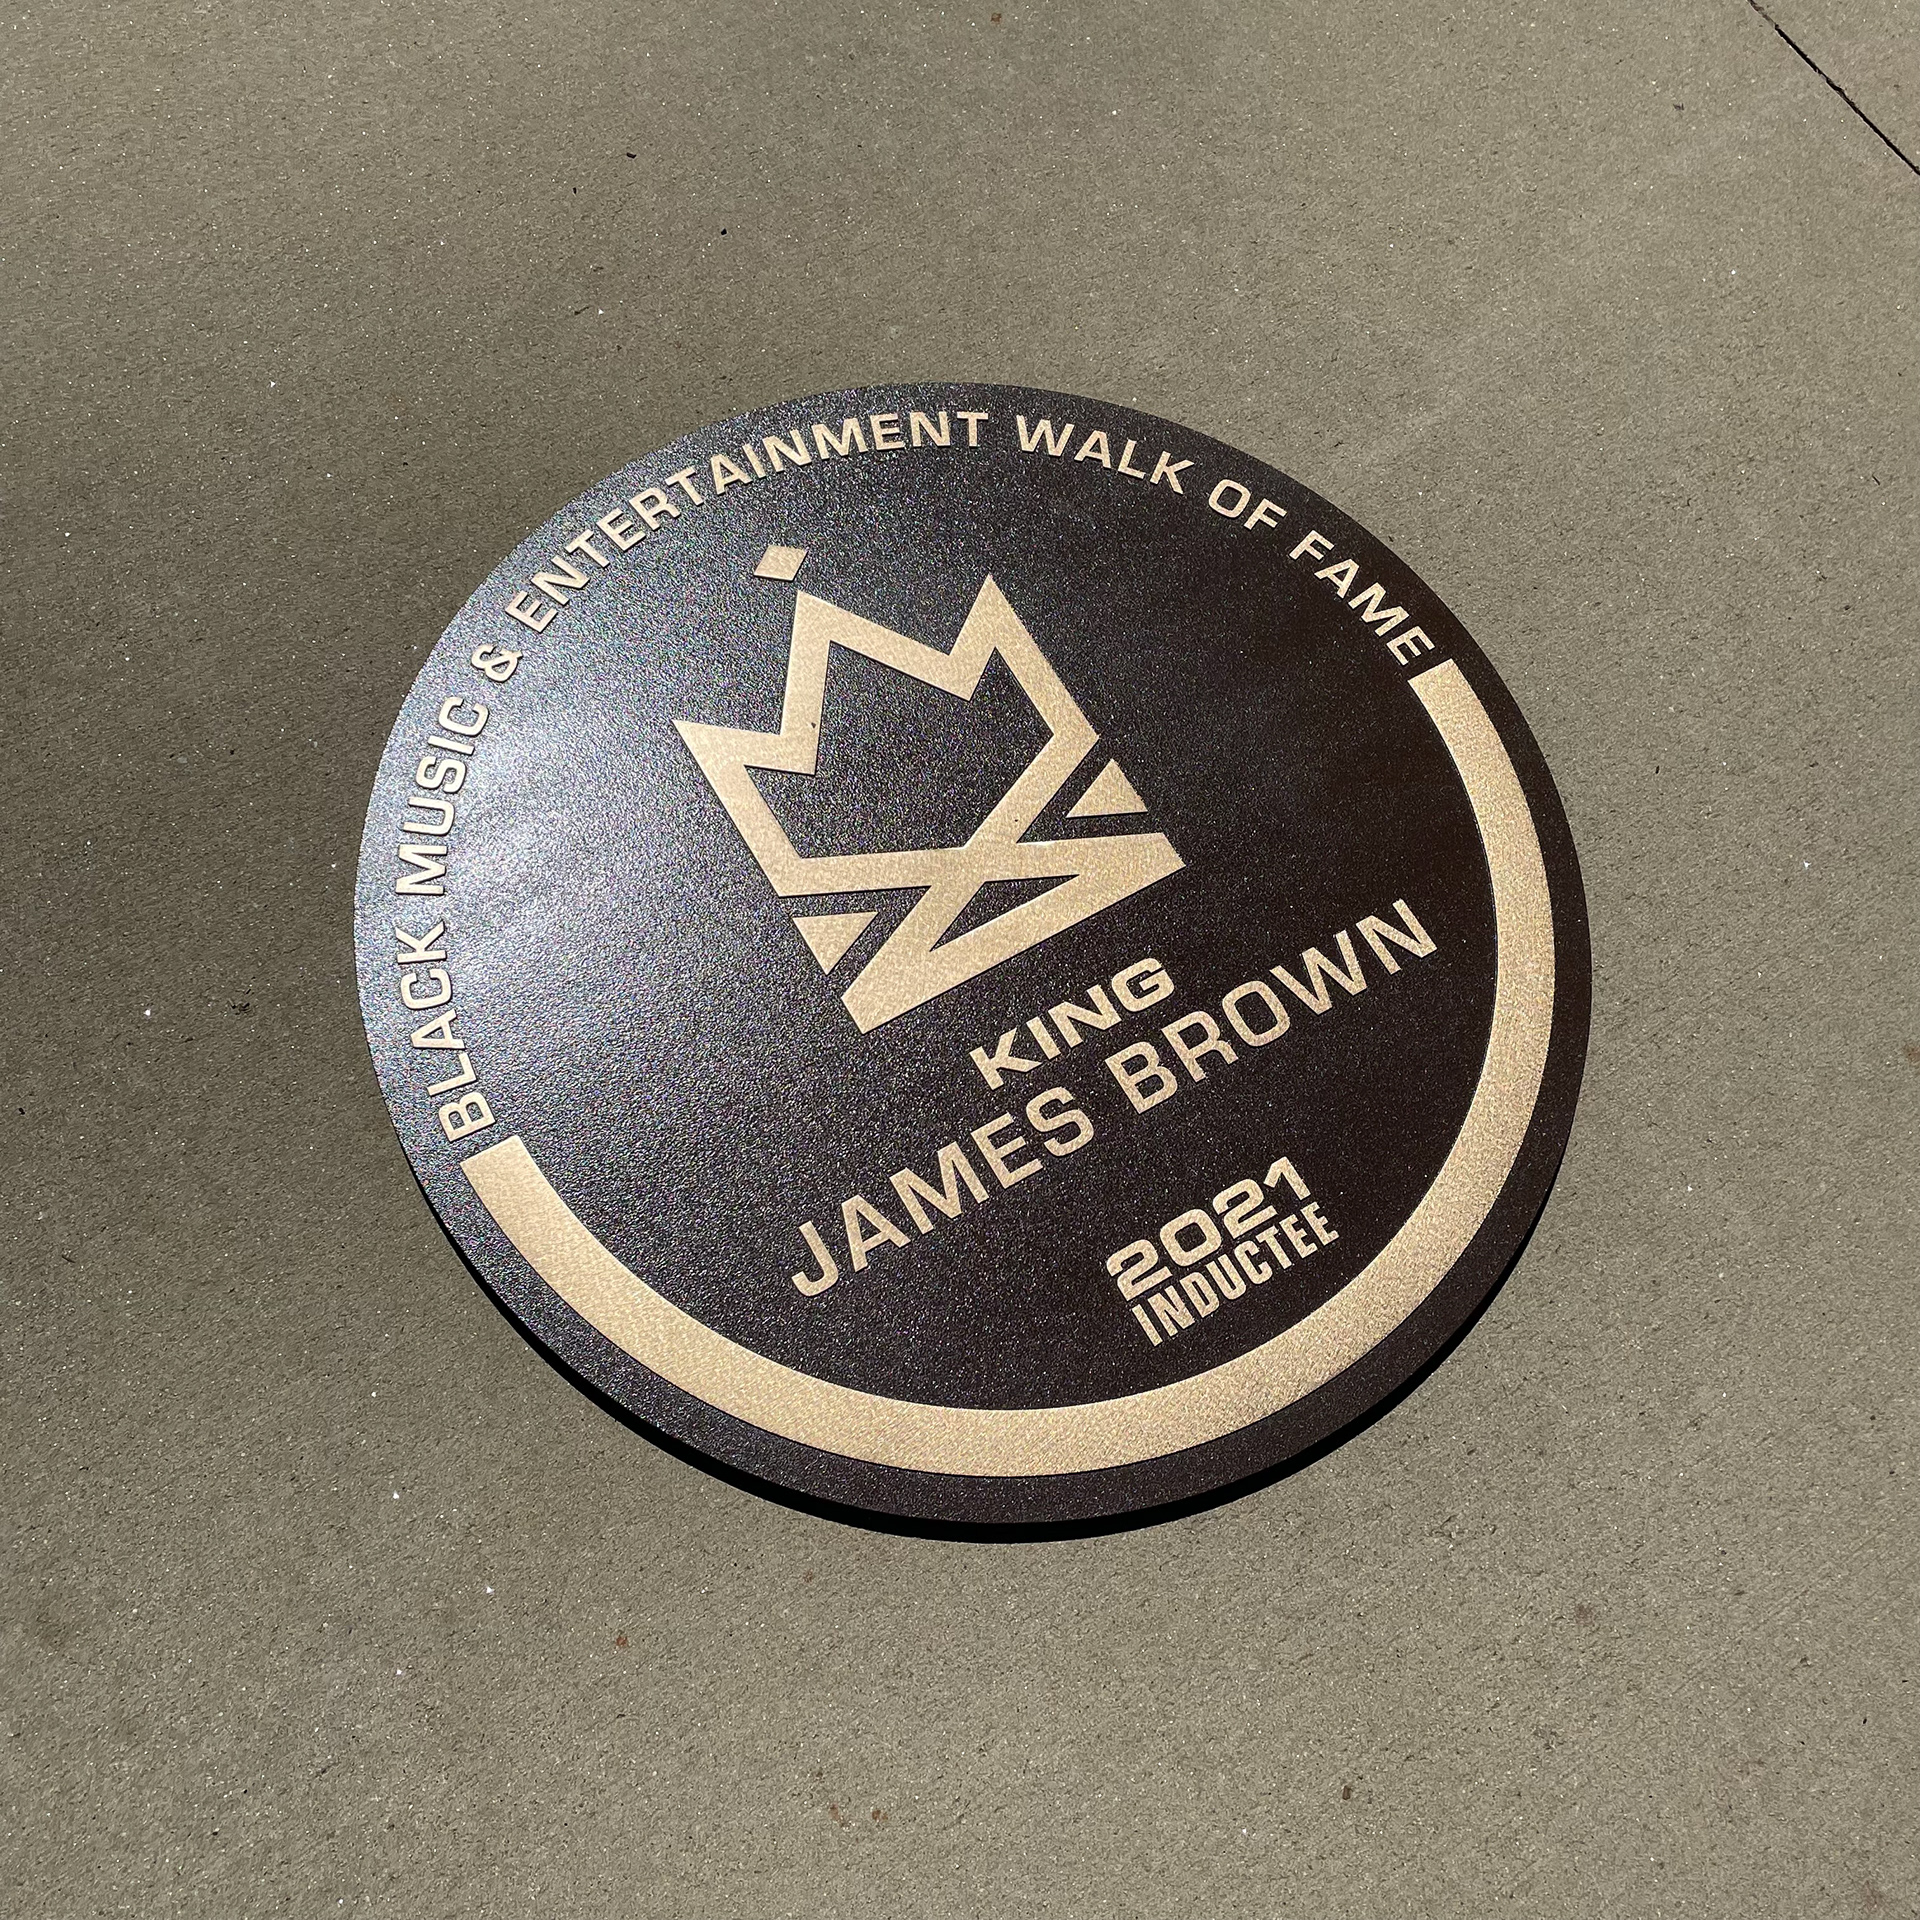 BLACK MUSIC & ENTERTAINMENT WALK OF FAME
KING
JAMES BROWN
2021
INDUCTEE